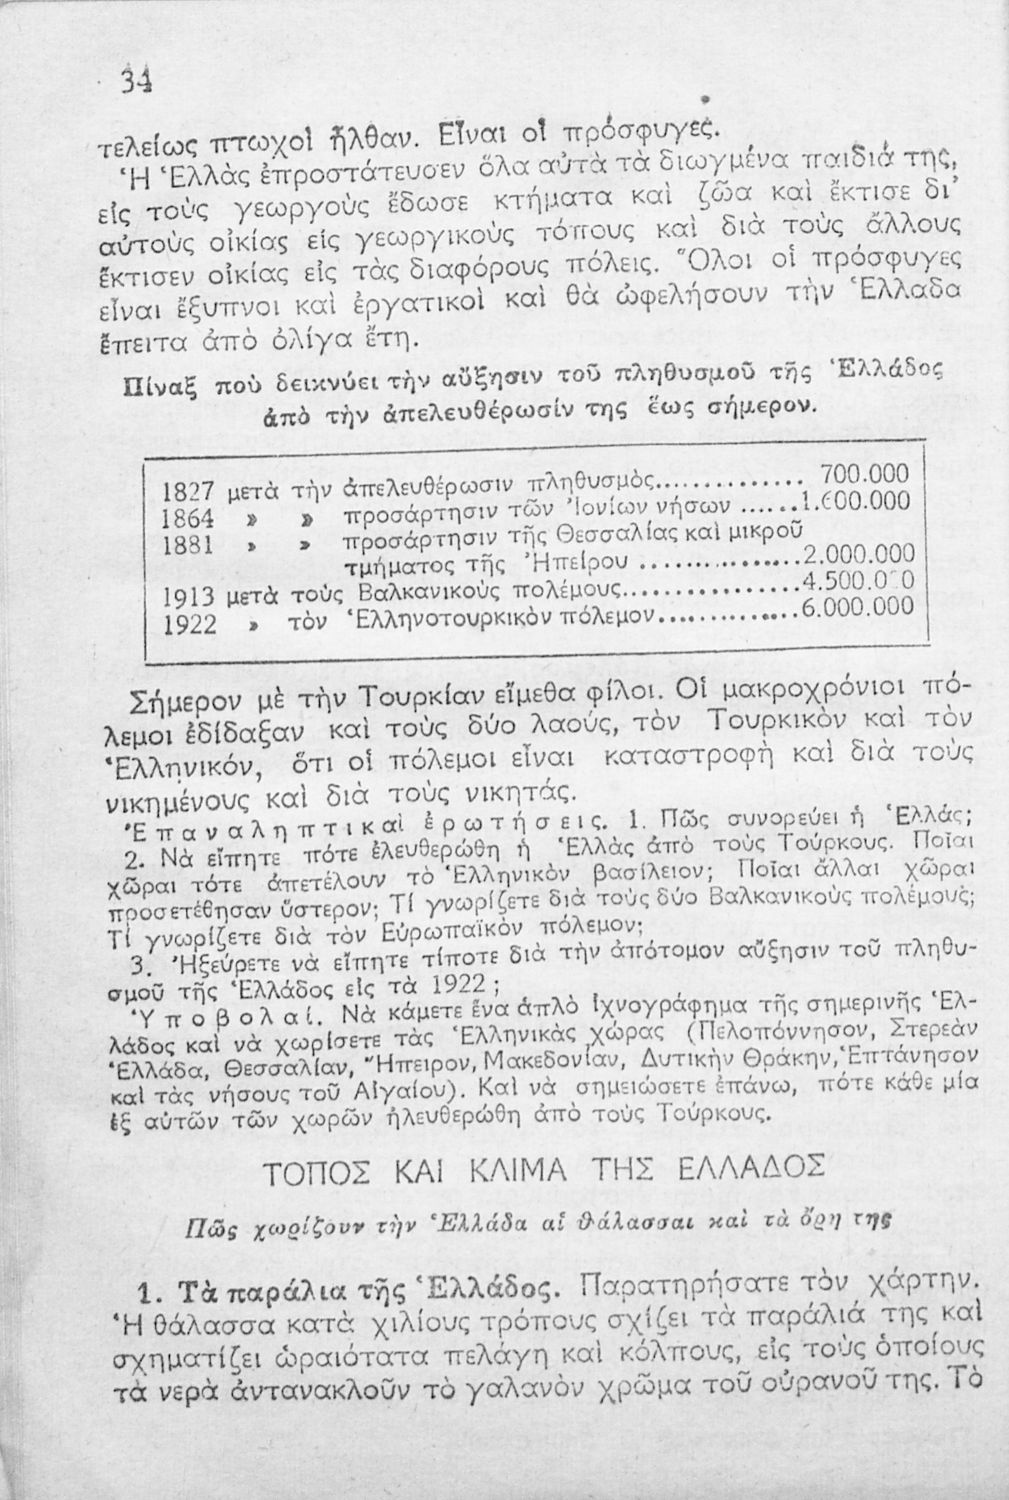 34
τελείως πτωχοὶ ἦλθαν. Εἶναι οἱ πρόσφυγες.
Ἡ Ἑλλὰς ἐπροστάτευσεν ὅλα αὐτὰ τὰ διωγμένα παιδιά της,
εἰς τοὺς γεωργοὺς ἔδωσε κτήματα καὶ ζῶα καὶ ἔκτισε δι’
αὐτοὺς οἰκίας εἰς γεωργικοὺς τόπους καὶ διὰ τοὺς ἄλλους
ἔκτισεν οἰκίας εἰς τὰς διαφόρους πόλεις. Ὅλοι οἱ πρόσφυγες
εἶναι ἔξυπνοι καὶ ἐργατικοὶ καὶ θὰ ὠφελήσουν τὴν Ἑλλαδα
ἔπειτα ἀπὸ ὀλίγα ἔτη.
Πίναξ ποὺ δεικνύει τὴν αὔξησιν τοῦ πληθυσμοῦ τῆς Ἑλλάδος
ἀπὸ τὴν ἀπελευθέρωσίν της ἕως σήμερον.
1827 μετὰ τὴν ἀπελευθέρωσιν πληθυσμὸς.............. 700.000
1864 » » προσάρτησιν τῶν Ἰονίων νήσων ......1.600.000
1881 » » προσάρτησιν τῆς Θεσσαλίας καὶ μικροῦ
τμήματος τῆς Ἠπείρου ...............2.000.000
1913 μετὰ τοὺς Βαλκανικοὺς πολέμους.................4.500.000
1922 » τὸν Ἑλληνοτουρκικὸν πόλεμον..............6.000.000
Σήμερον μὲ τὴν Τουρκίαν εἴμεθα φίλοι. Οἱ μακροχρόνιοι πό-
λεμοι ἐδίδαξαν καὶ τοὺς δύο λαούς, τὸν Τουρκικὸν καὶ τὸν
Ἑλληνικόν, ὅτι οἱ πόλεμοι εἶναι καταστροφὴ καὶ διὰ τοὺς
νικημένους καὶ διὰ τοὺς νικητάς.
Ἐπαναληπτικαὶ ἐρωτήσεις. 1. Πῶς συνορεύει ἡ Ἑλλάς;
2. Νὰ εἴπητε πότε ἐλευθερώθη ἡ Ἑλλὰς ἀπὸ τοὺς Τούρκους. Ποῖαι
χῶραι τότε ἀπετέλουν τὸ Ἑλληνικὸν βασίλειον; Ποῖαι ἄλλαι χῶραι
προσετέθησαν ὕστερον; Τί γνωρίζετε διὰ τοὺς δύο Βαλκανικοὺς πολέμους;
Τί γνωρίζετε διὰ τὸν Εὐρωπαϊκὸν πόλεμον;
3. Ἠξεύρετε νὰ εἴπητε τίποτε διὰ τὴν ἀπότομον αὔξησιν τοῦ πληθυ-
σμοῦ τῆς Ἑλλάδος εἰς τὰ 1922 ;
Ὑποβολαί. Νὰ κάμετε ἕνα ἁπλὸ ἰχνογράφημα τῆς σημερινῆς Ἑλ-
λάδος καὶ νὰ χωρίσετε τὰς Ἑλληνικὰς χώρας (Πελοπόννησον, Στερεὰν
Ἑλλάδα, Θεσσαλίαν, Ἤπειρον, Μακεδονίαν, Δυτικὴν Θράκην, Ἑπτάνησον
καὶ τὰς νήσους τοῦ Αἰγαίου). Καὶ νὰ σημειώσετε ἐπάνω, πότε κάθε μία
ἐξ αὐτῶν τῶν χωρῶν ἠλευθερώθη ἀπὸ τοὺς Τούρκους.
ΤΟΠΟΣ ΚΑΙ ΚΛΙΜΑ ΤΗΣ ΕΛΛΑΔΟΣ
Πῶς χωρίζουν τὴν Ἑλλάδα αἱ θάλασσαι καὶ τὰ ὄρη της
1. Τὰ παράλια τῆς Ἑλλάδος. Παρατηρήσατε τὸν χάρτην.
Ἡ θάλασσα κατὰ χιλίους τρόπους σχίζει τὰ παράλιά της καὶ
σχηματίζει ὡραιότατα πελάγη καὶ κόλπους, εἰς τοὺς ὁποίους
τὰ νερὰ ἀντανακλοῦν τὸ γαλανὸν χρῶμα τοῦ οὐρανοῦ της. Τὸ